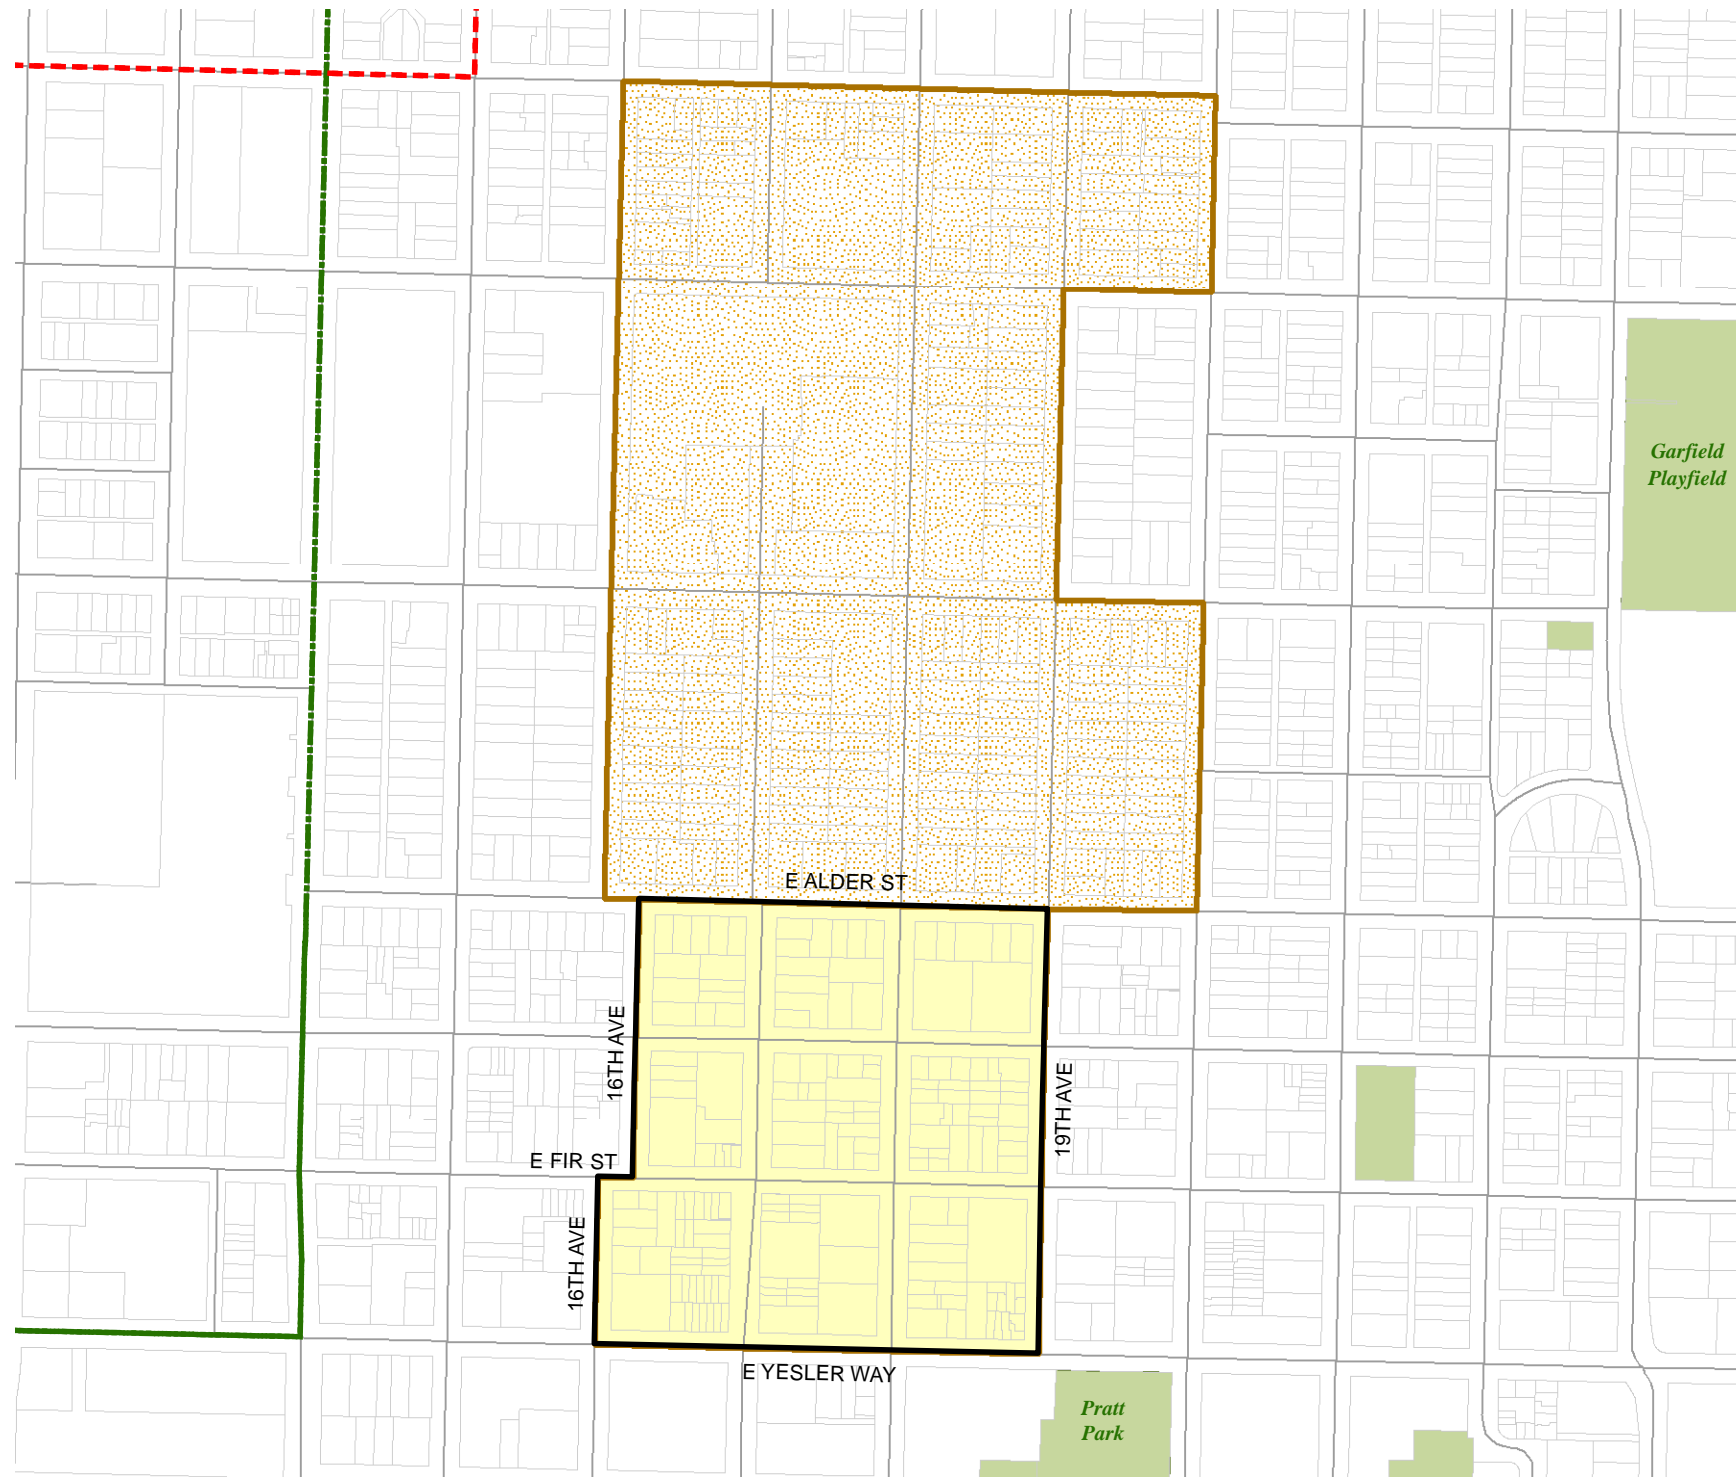 Garfield
Playfield
E ALDER ST
16TH AVE
19TH AVE
E FIR ST
16TH AVE
E YESLER WAY
Pratt
Park